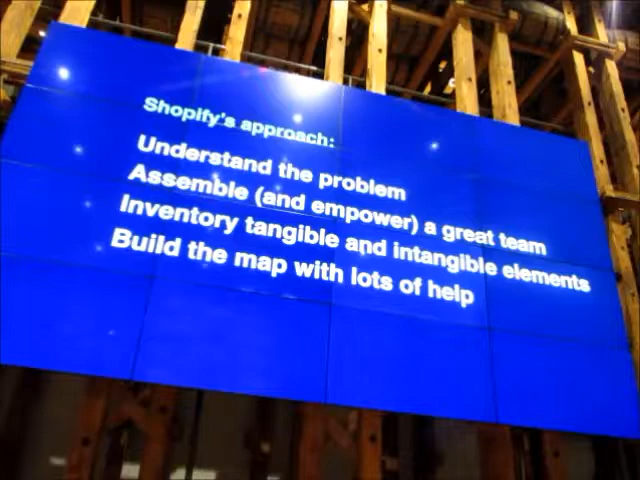 Shopify's approach:
Understand the problem
Assemble (and empower) a great team
Inventory tangible and intangible elements
Build the map with lots of help